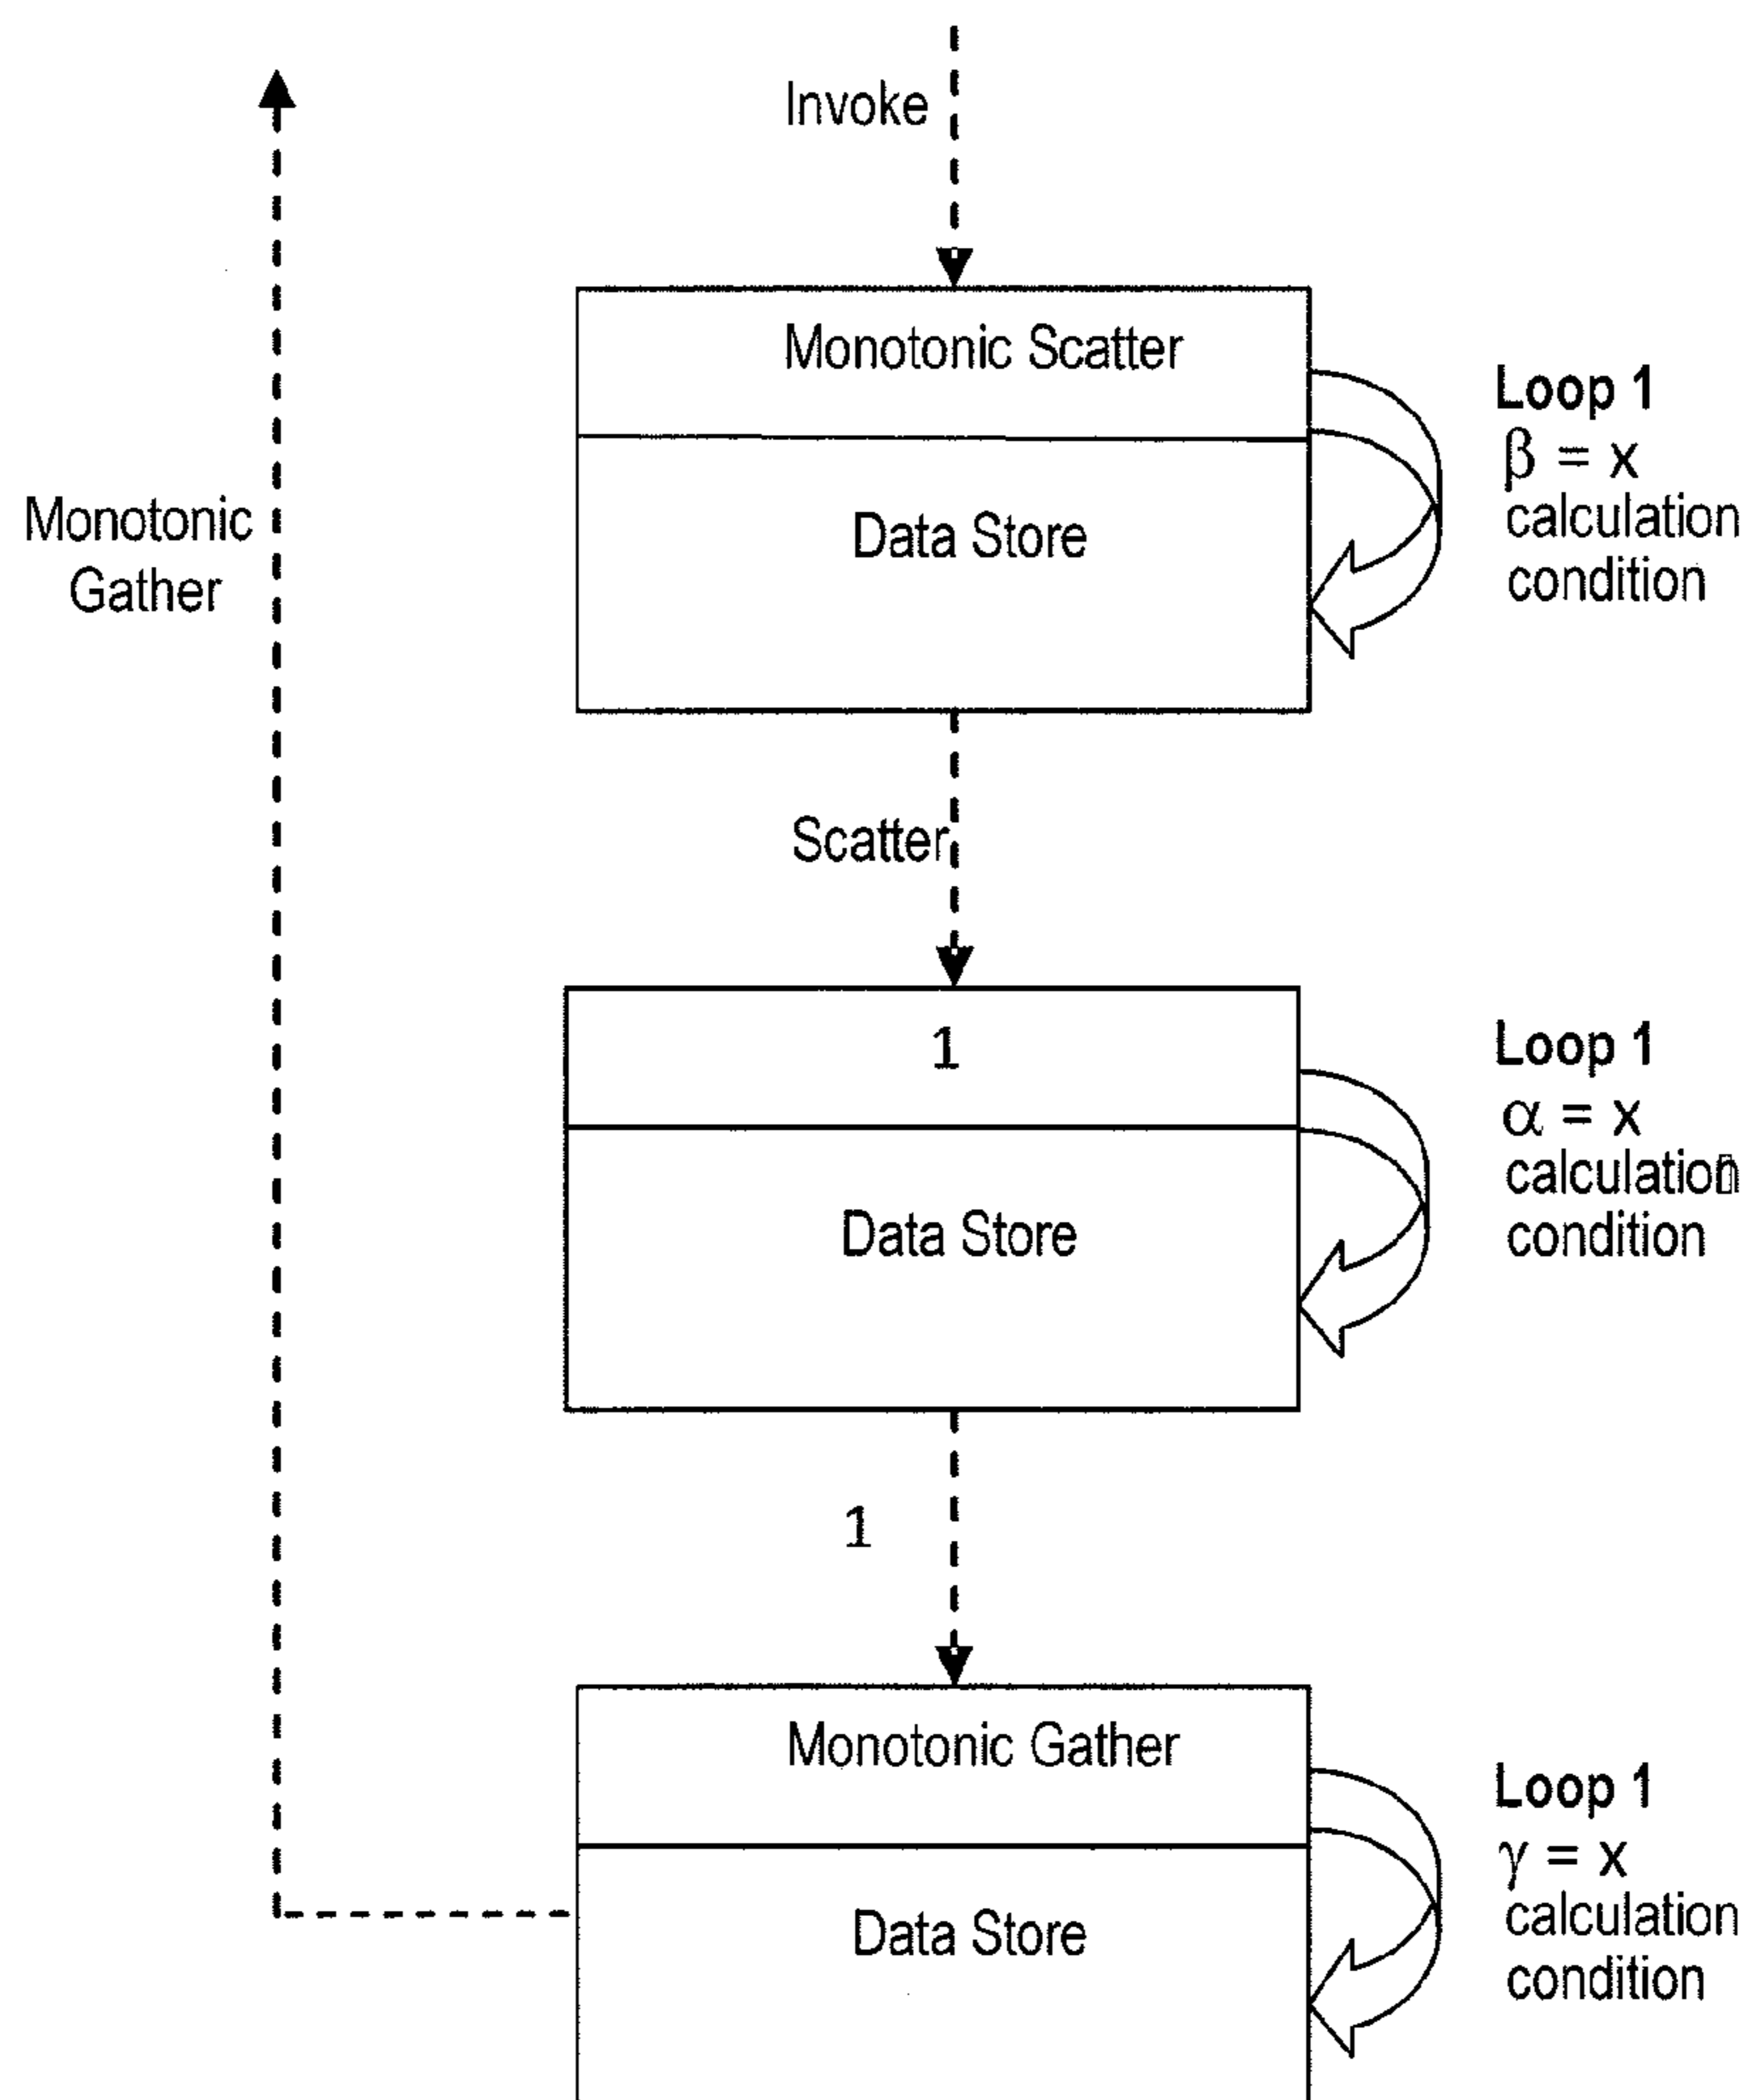 Invoke
Monotonic Scatter
Data Store
Loop 1
β = x
calculation
condition
Monotonic
Gather
Scatter
1
Data Store
Loop 1
α = x
calculation
condition
1
Monotonic Gather
Data Store
Loop 1
γ = x
calculation
condition